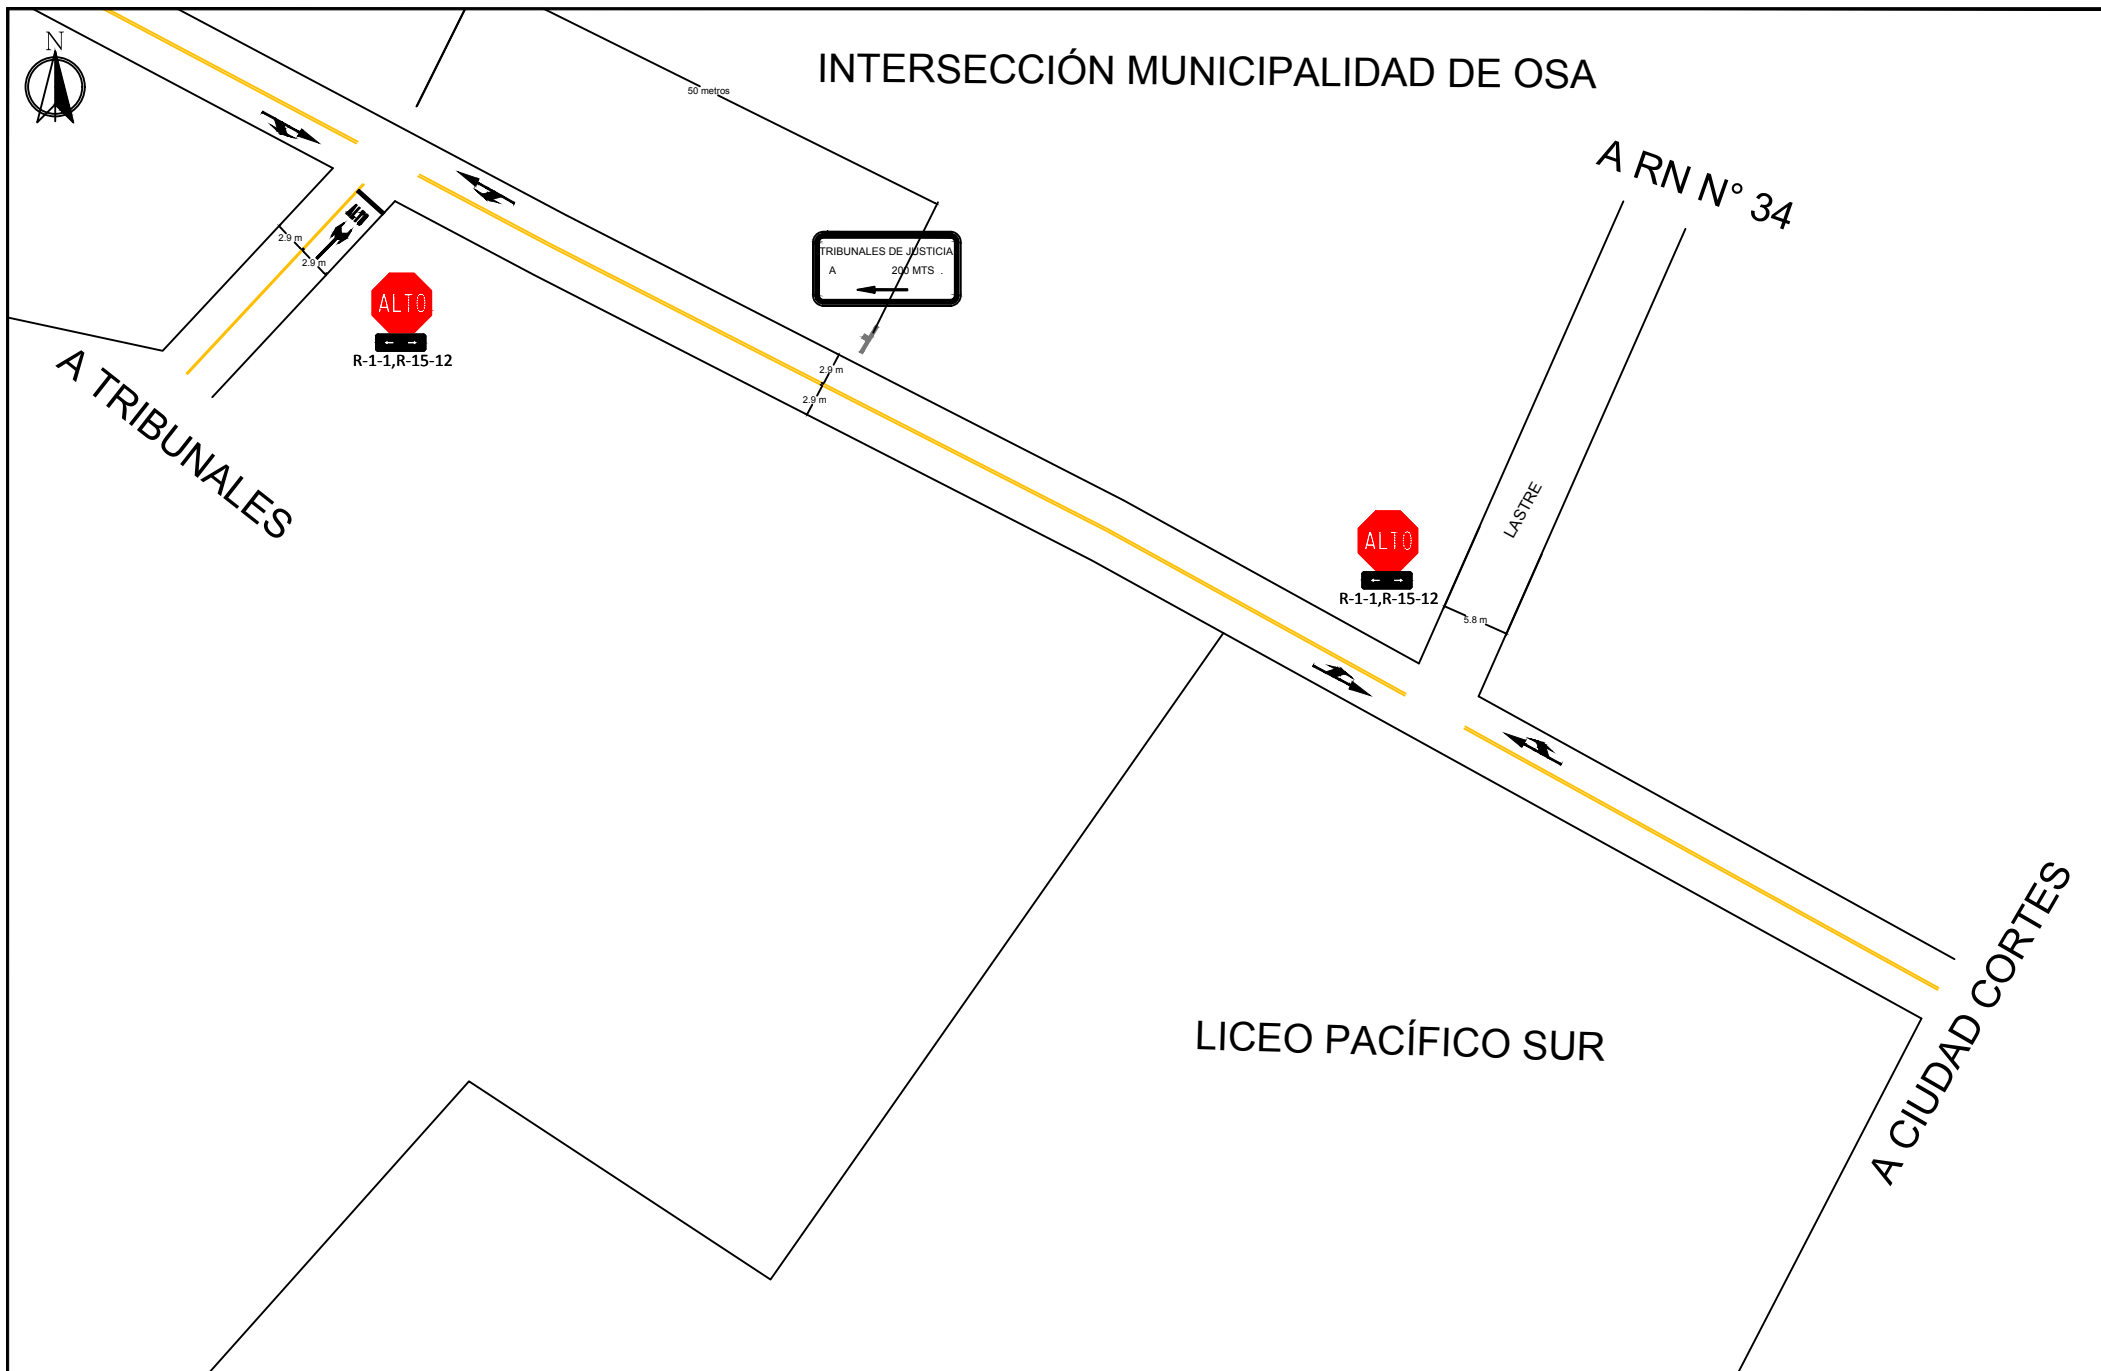 N
INTERSECCIÓN MUNICIPALIDAD DE OSA
50 metros
A RN N° 34
ALTO
2.9 m
2.9 m
TRIBUNALES DE JUSTICIA
A 200 MTS .
ALTO
R-1-1,R-15-12
A TRIBUNALES
2.9 m
2.9 m
LASTRE
ALTO
R-1-1,R-15-12
5.8 m
LICEO PACÍFICO SUR
A CIUDAD CORTES